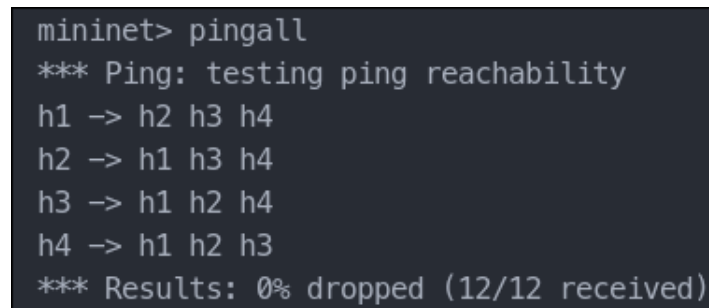 mininet> pingall
*** Ping: testing ping reachability
h1 -> h2 h3 h4
h2 -> h1 h3 h4
h3 -> h1 h2 h4
h4 -> h1 h2 h3
*** Results: 0% dropped (12/12 received)